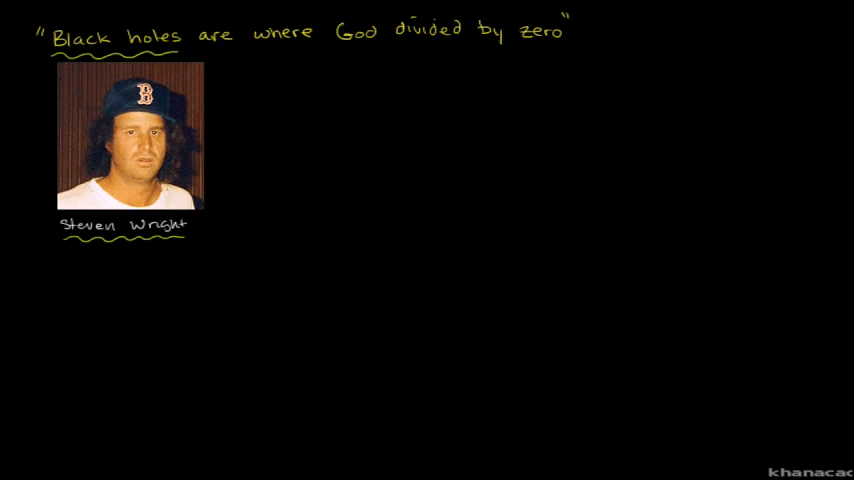 "Black holes are where God divided by zero"
B
Steven Wright
khanacad